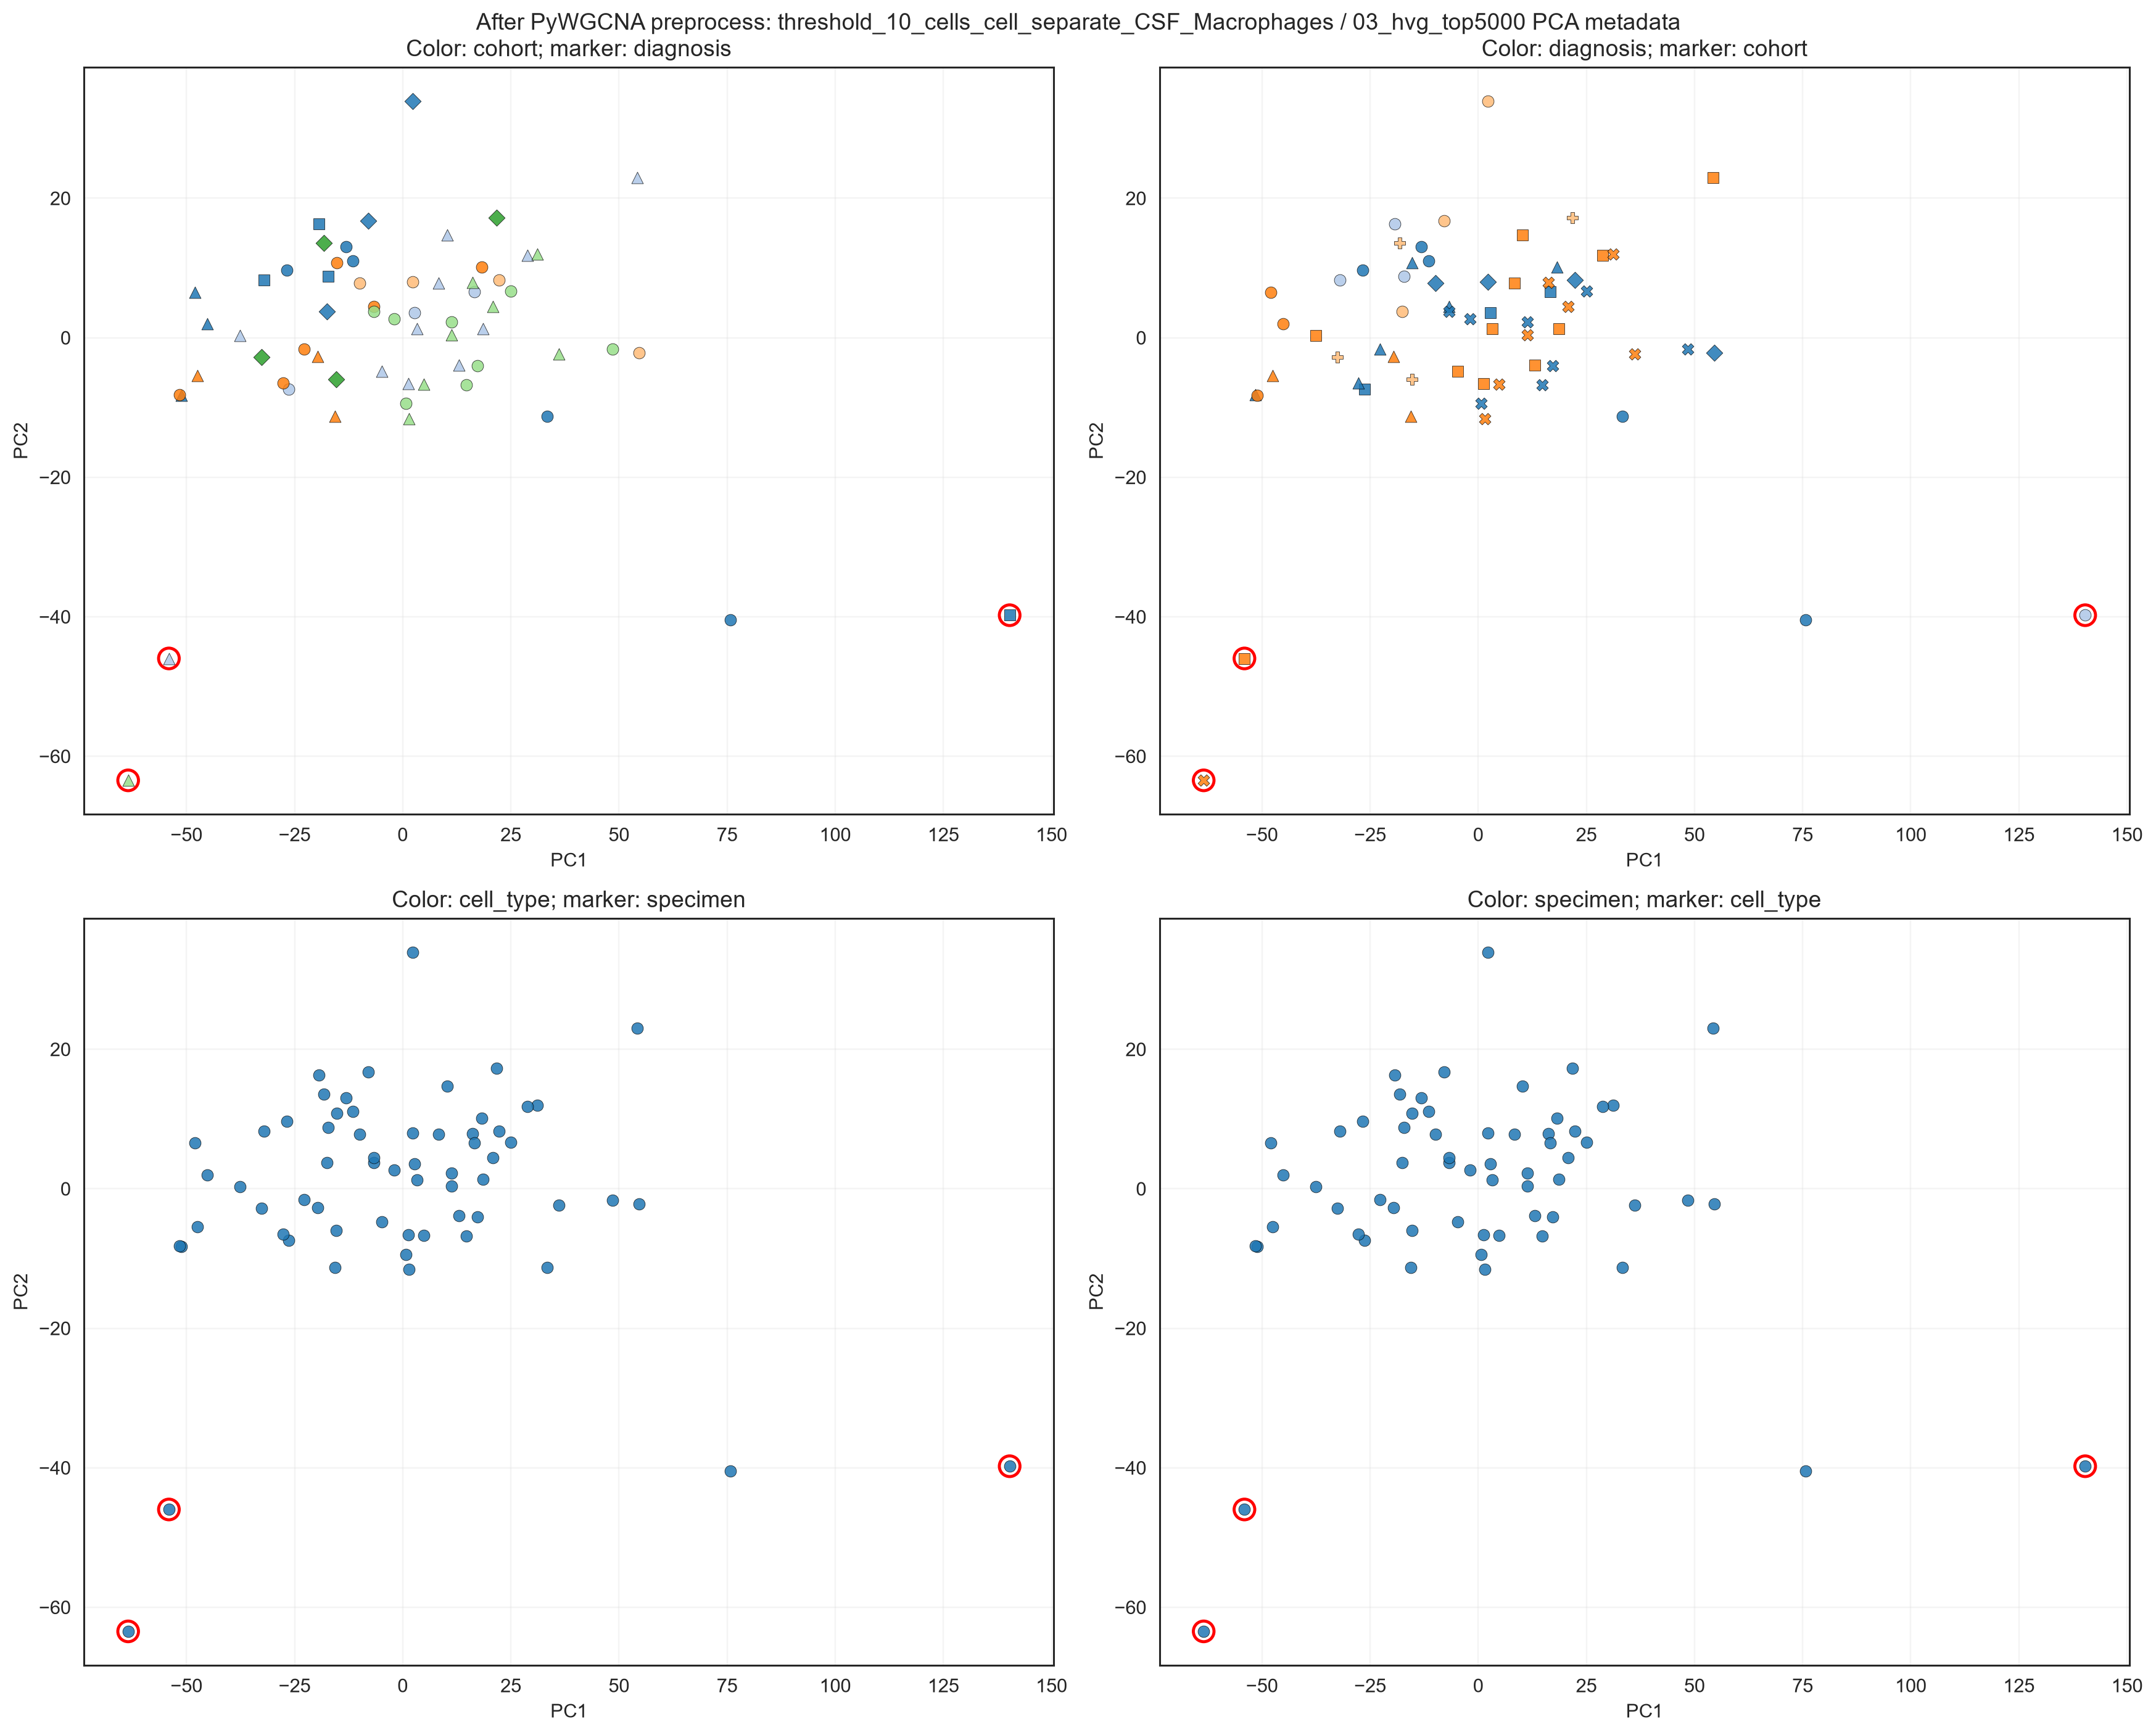 After PyWGCNA preprocess: threshold_10_cells_cell_separate_CSF_Macrophages / 03_hvg_top5000 PCA metadata
Color: cohort; marker: diagnosis
20
0
−20
−40
−60
PC2
−50 −25 0 25 50 75 100 125 150
PC1
Color: diagnosis; marker: cohort
20
0
−20
−40
−60
PC2
−50 −25 0 25 50 75 100 125 150
PC1
Color: cell_type; marker: specimen
20
0
−20
−40
−60
PC2
−50 −25 0 25 50 75 100 125 150
PC1
Color: specimen; marker: cell_type
20
0
−20
−40
−60
PC2
−50 −25 0 25 50 75 100 125 150
PC1